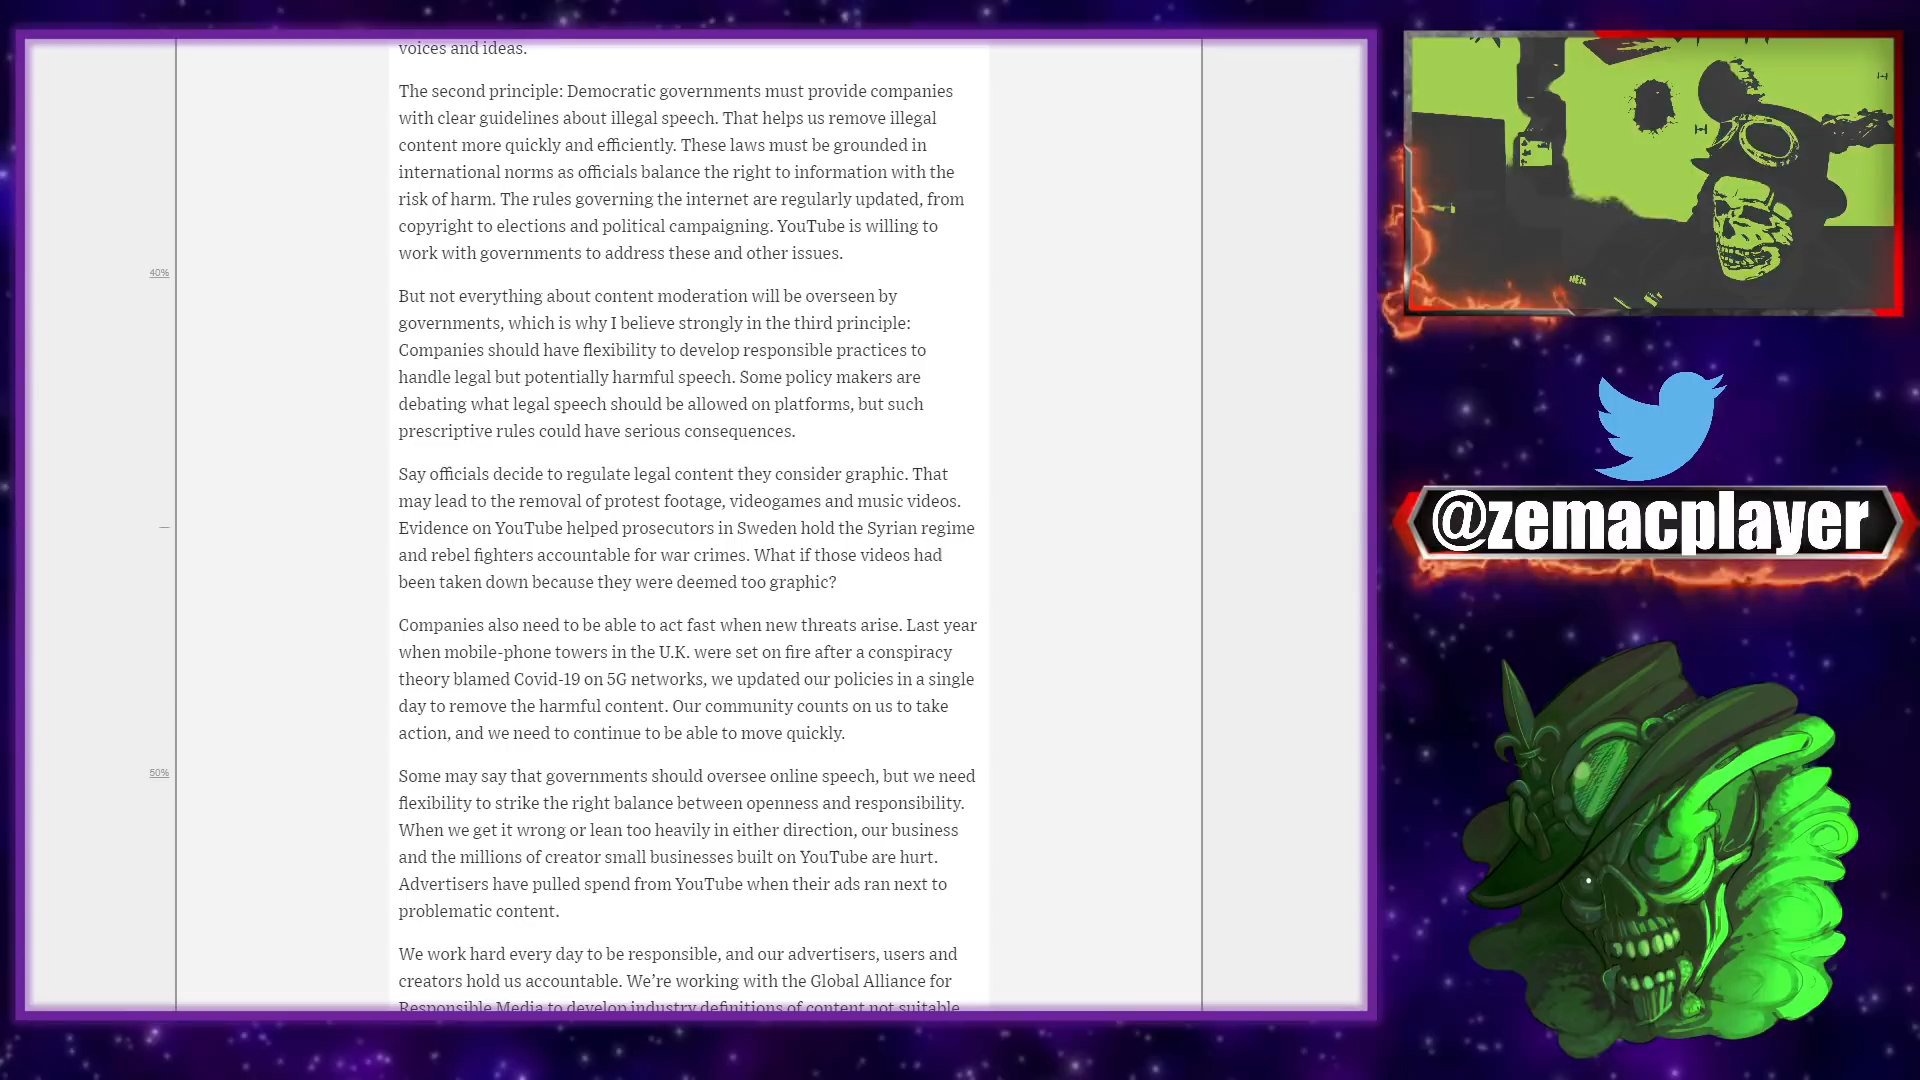 voices and ideas.
The second principle: Democratic governments must provide companies
with clear guidelines about illegal speech. That helps us remove illegal
content more quickly and efficiently. These laws must be grounded in
international norms as officials balance the right to information with the
risk of harm. The rules governing the internet are regularly updated, from
copyright to elections and political campaigning. YouTube is willing to
work with governments to address these and other issues.
40%
But not everything about content moderation will be overseen by
governments, which is why I believe strongly in the third principle:
Companies should have flexibility to develop responsible practices to
handle legal but potentially harmful speech. Some policy makers are
debating what legal speech should be allowed on platforms, but such
prescriptive rules could have serious consequences.
Say officials decide to regulate legal content they consider graphic. That
may lead to the removal of protest footage, videogames and music videos.
Evidence on YouTube helped prosecutors in Sweden hold the Syrian regime
and rebel fighters accountable for war crimes. What if those videos had
been taken down because they were deemed too graphic?
Companies also need to be able to act fast when new threats arise. Last year
when mobile-phone towers in the U.K. were set on fire after a conspiracy
theory blamed Covid-19 on 5G networks, we updated our policies in a single
day to remove the harmful content. Our community counts on us to take
action, and we need to continue to be able to move quickly.
50%
Some may say that governments should oversee online speech, but we need
flexibility to strike the right balance between openness and responsibility.
When we get it wrong or lean too heavily in either direction, our business
and the millions of creator small businesses built on YouTube are hurt.
Advertisers have pulled spend from YouTube when their ads ran next to
problematic content.
We work hard every day to be responsible, and our advertisers, users and
creators hold us accountable. We're working with the Global Alliance for
Responsible Media to develop industry definitions of content not suitable
@zemacplayer